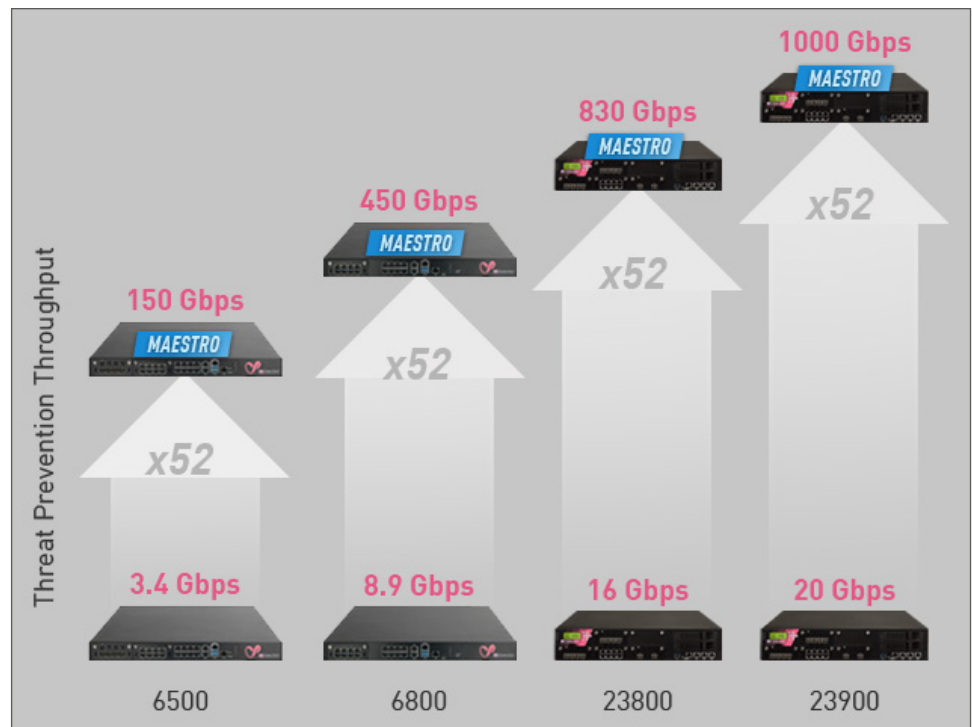 1000 Gbps
MAESTRO
830 Gbps
MAESTRO
x52
450 Gbps
MAESTRO
x52
150 Gbps
MAESTRO
x52
x52
Threat Prevention Throughput
3.4 Gbps
8.9 Gbps
16 Gbps
20 Gbps
6500
6800
23800
23900